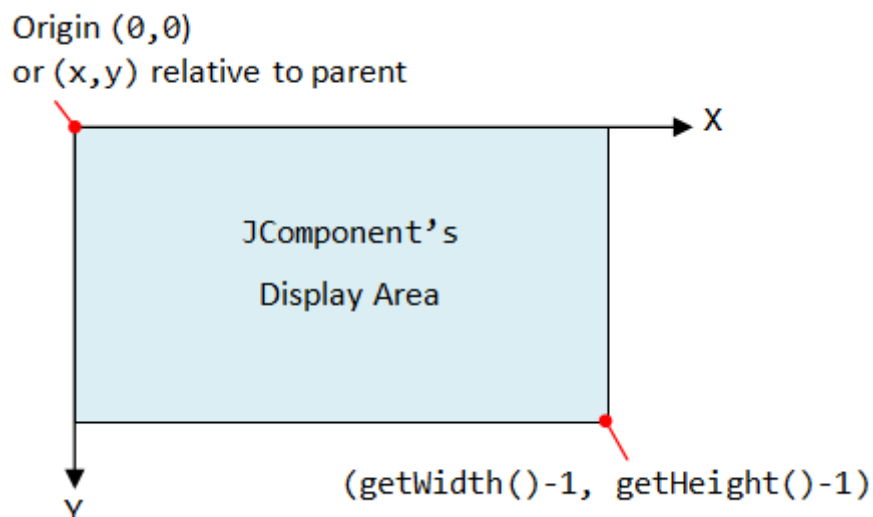 Origin (0,0)
or (x,y) relative to parent
X
JComponent’s
Display Area
(getWidth()-1, getHeight()-1)
Y